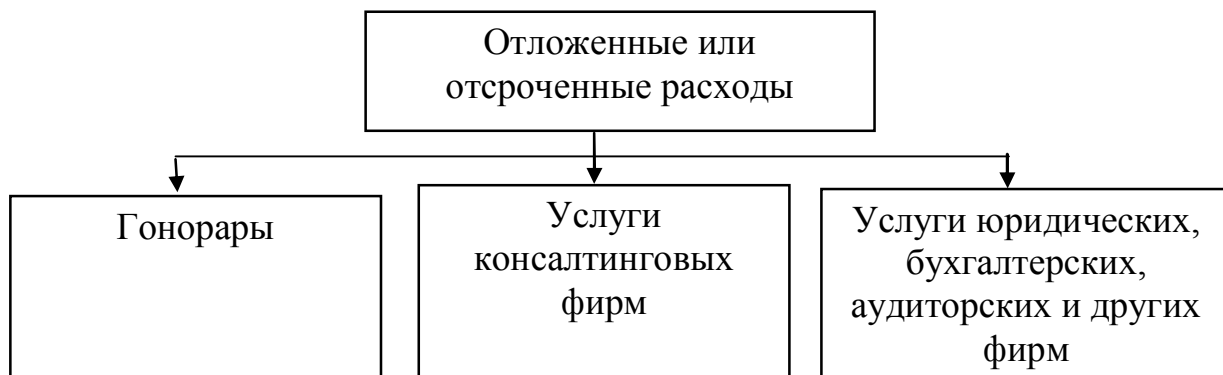 Отложенные или
отсроченные расходы
Гонорары
Услуги
консалтинговых
фирм
Услуги юридических,
бухгалтерских,
аудиторских и других
фирм